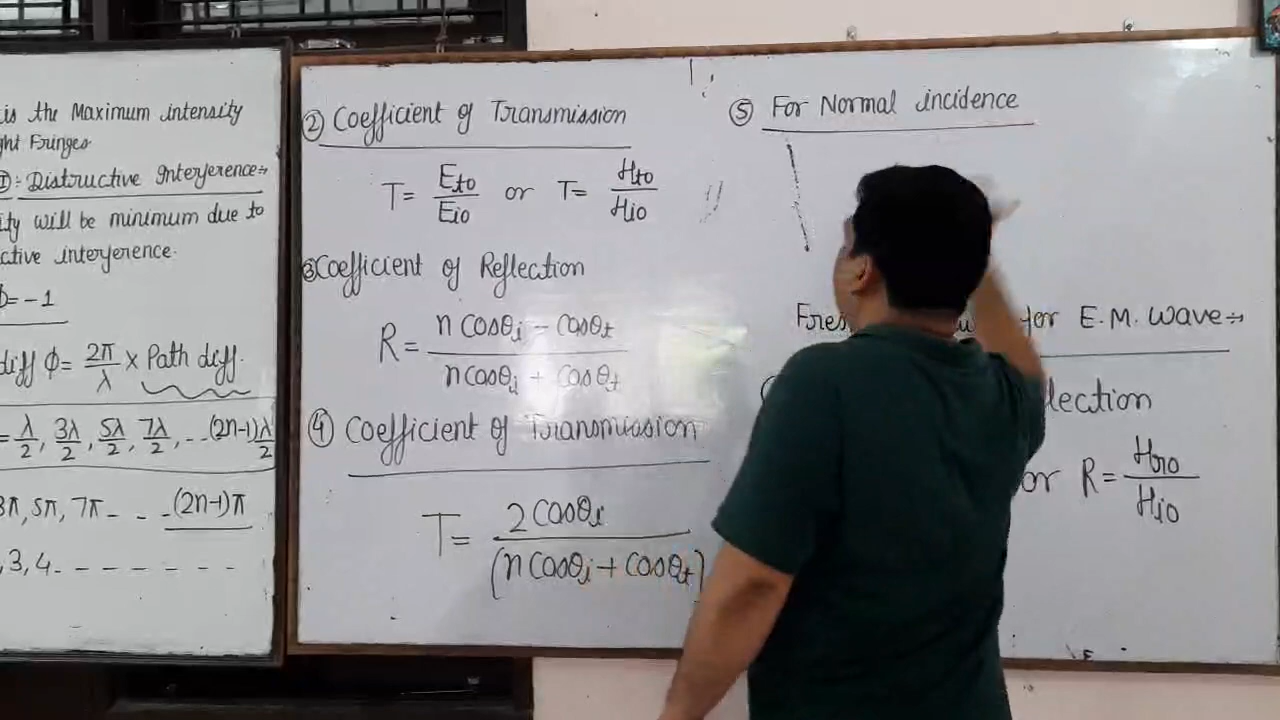 is the Maximum intensity
ght Fringes
I):- Distructive Interference:→
ity will be minimum due to
ctive interference.
ϕ= -1
diff ϕ= 2π/λ × Path diff.
= λ/2, 3λ/2, 5λ/2, 7λ/2, .. (2n-1)λ/2
3π, 5π, 7π - - - (2n-1)π
, 3, 4. - - - - - - -
② Coefficient of Transmission
T= Eto/Eio or T= Hto/Hio
③ Coefficient of Reflection
R= n Cosθi - Cosθt / n Cosθi + Cosθt
④ Coefficient of Transmission
T= 2 Cosθi / (n Cosθi + Cosθt)
⑤ For Normal incidence
Fres for E.M. Wave:→
lection
or R= Hro/Hio